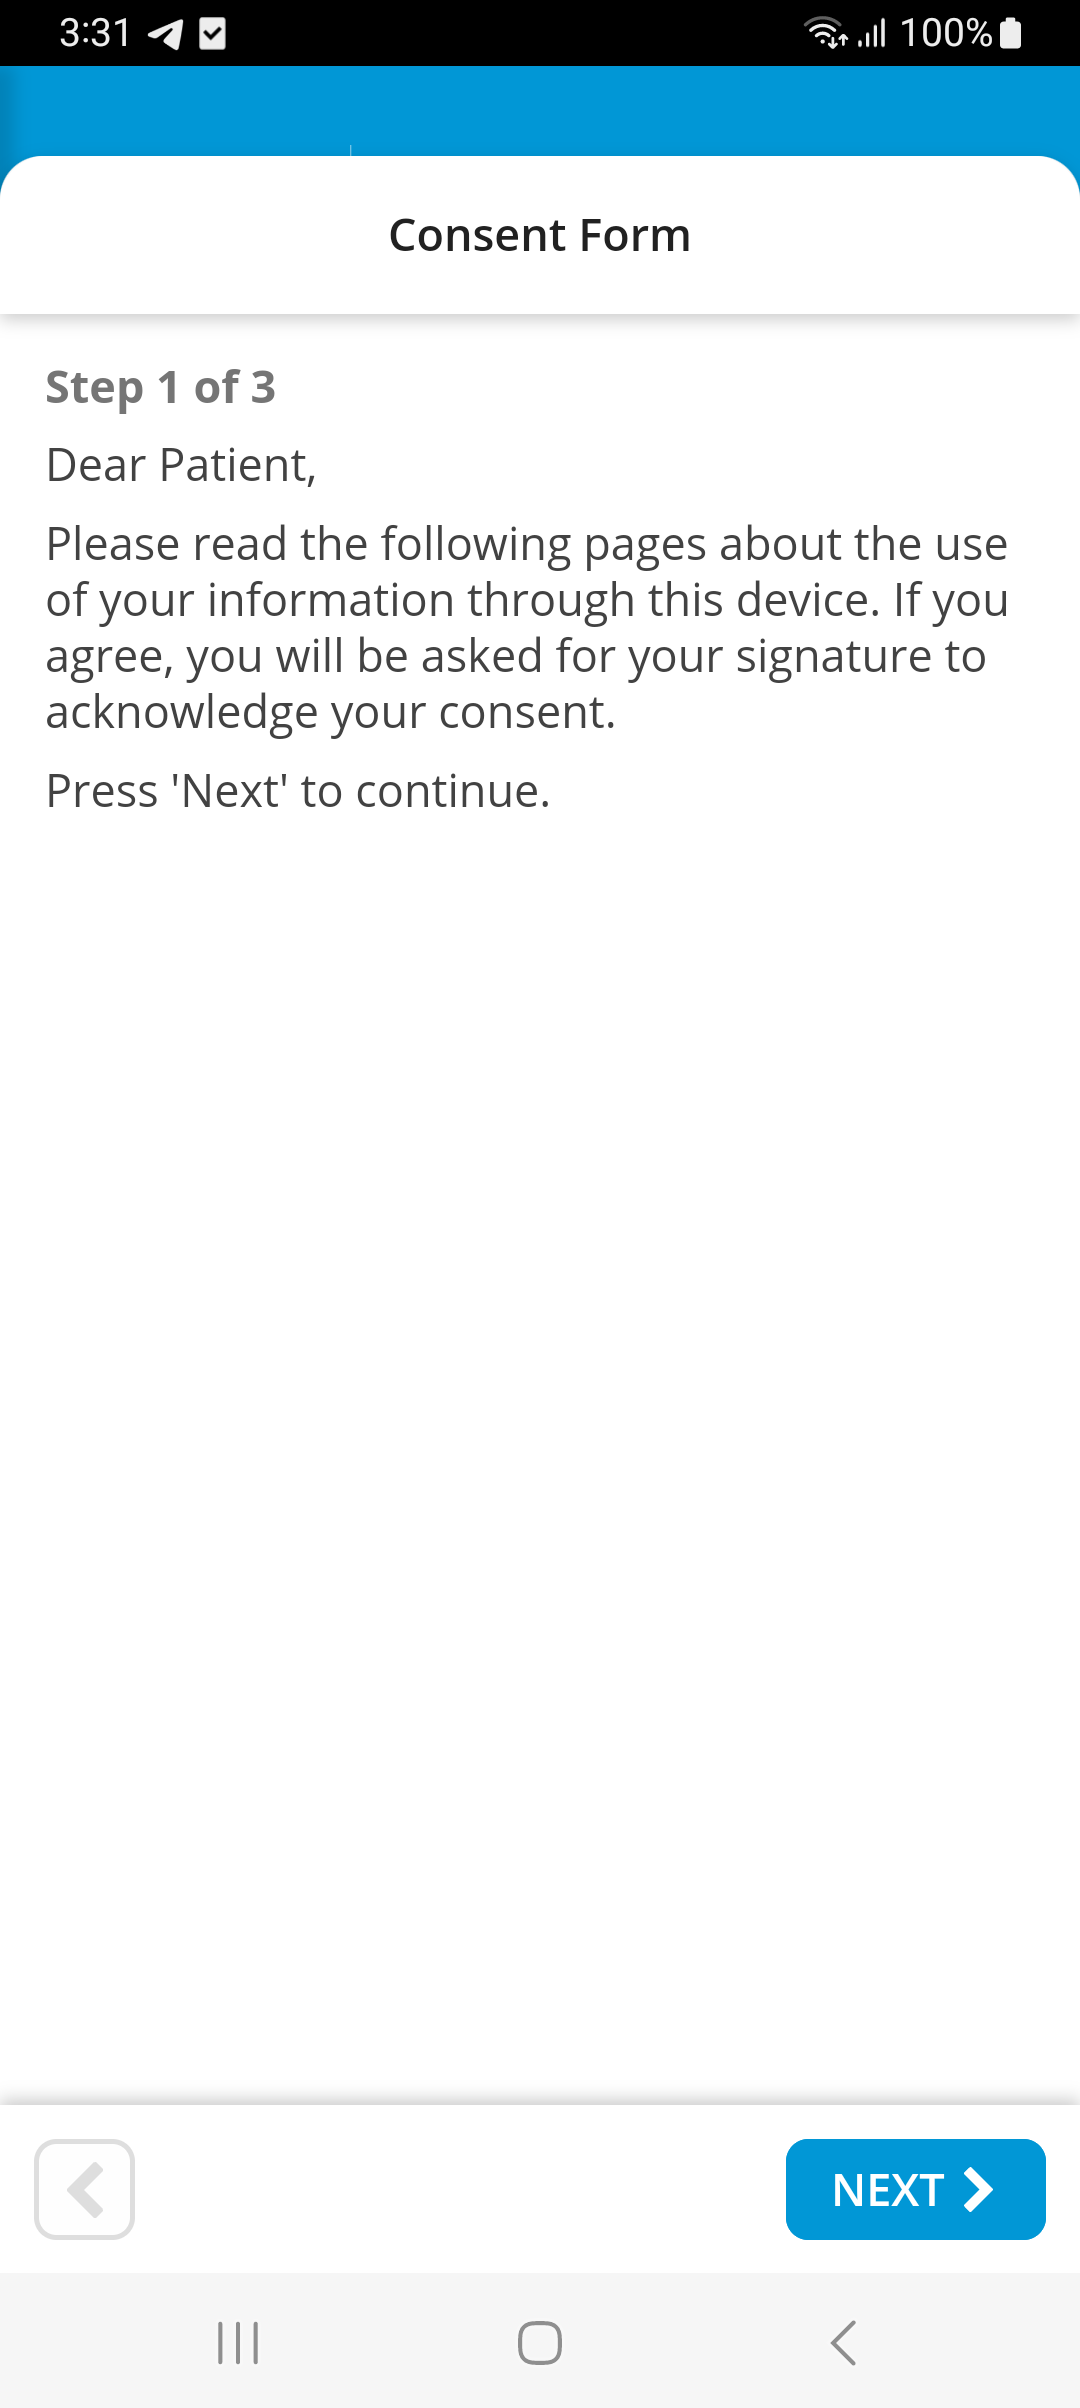 3:31 100%
Consent Form
Step 1 of 3
Dear Patient,
Please read the following pages about the use
of your information through this device. If you
agree, you will be asked for your signature to
acknowledge your consent.
Press 'Next' to continue.
NEXT